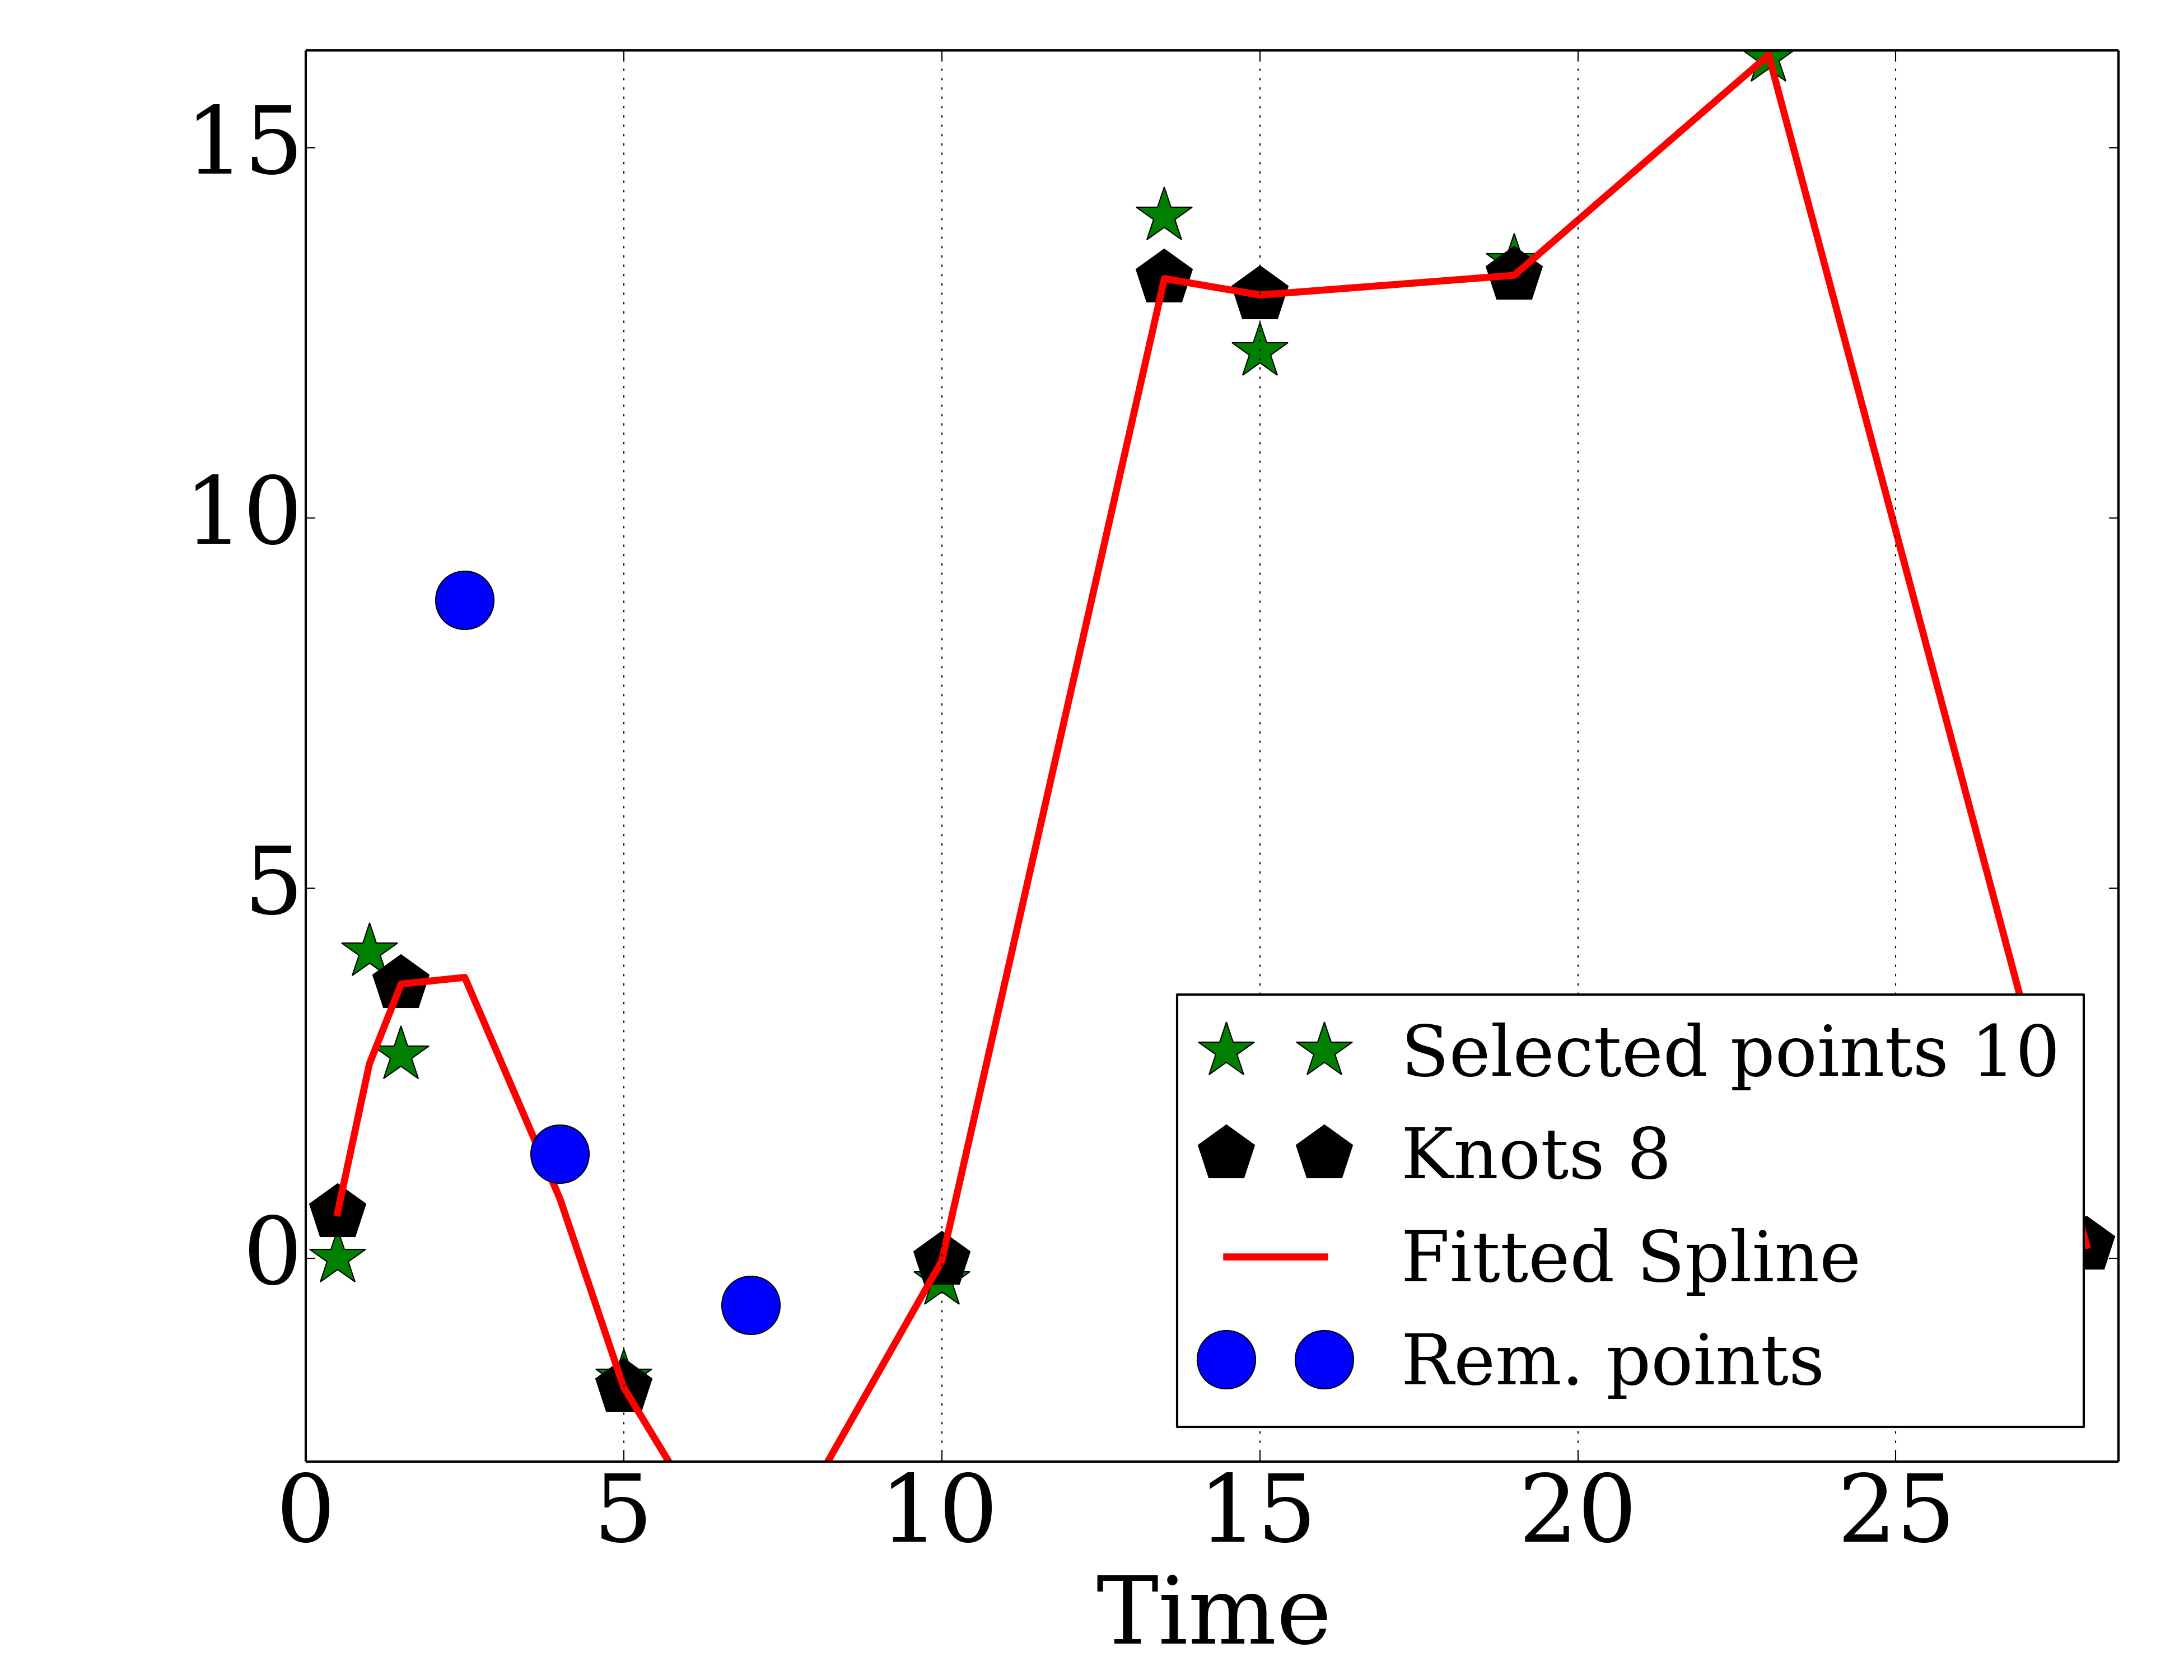 15
10
5
0
Selected points 10
Knots 8
Fitted Spline
Rem. points
0 5 10 15 20 25
Time